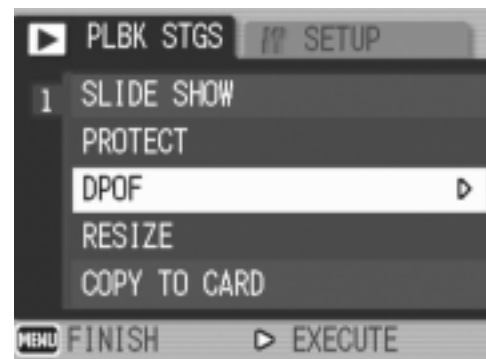 PLBK STGS SETUP
1 SLIDE SHOW
PROTECT
DPOF
RESIZE
COPY TO CARD
MENU FINISH EXECUTE